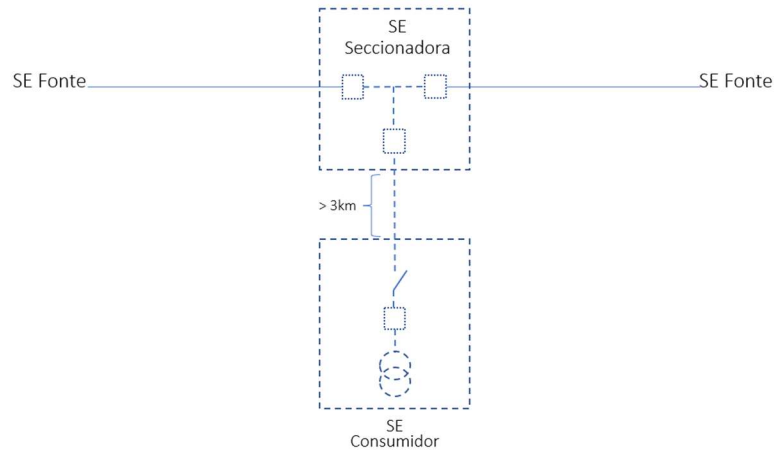 SE
Seccionadora
SE Fonte
SE Fonte
> 3km
SE
Consumidor